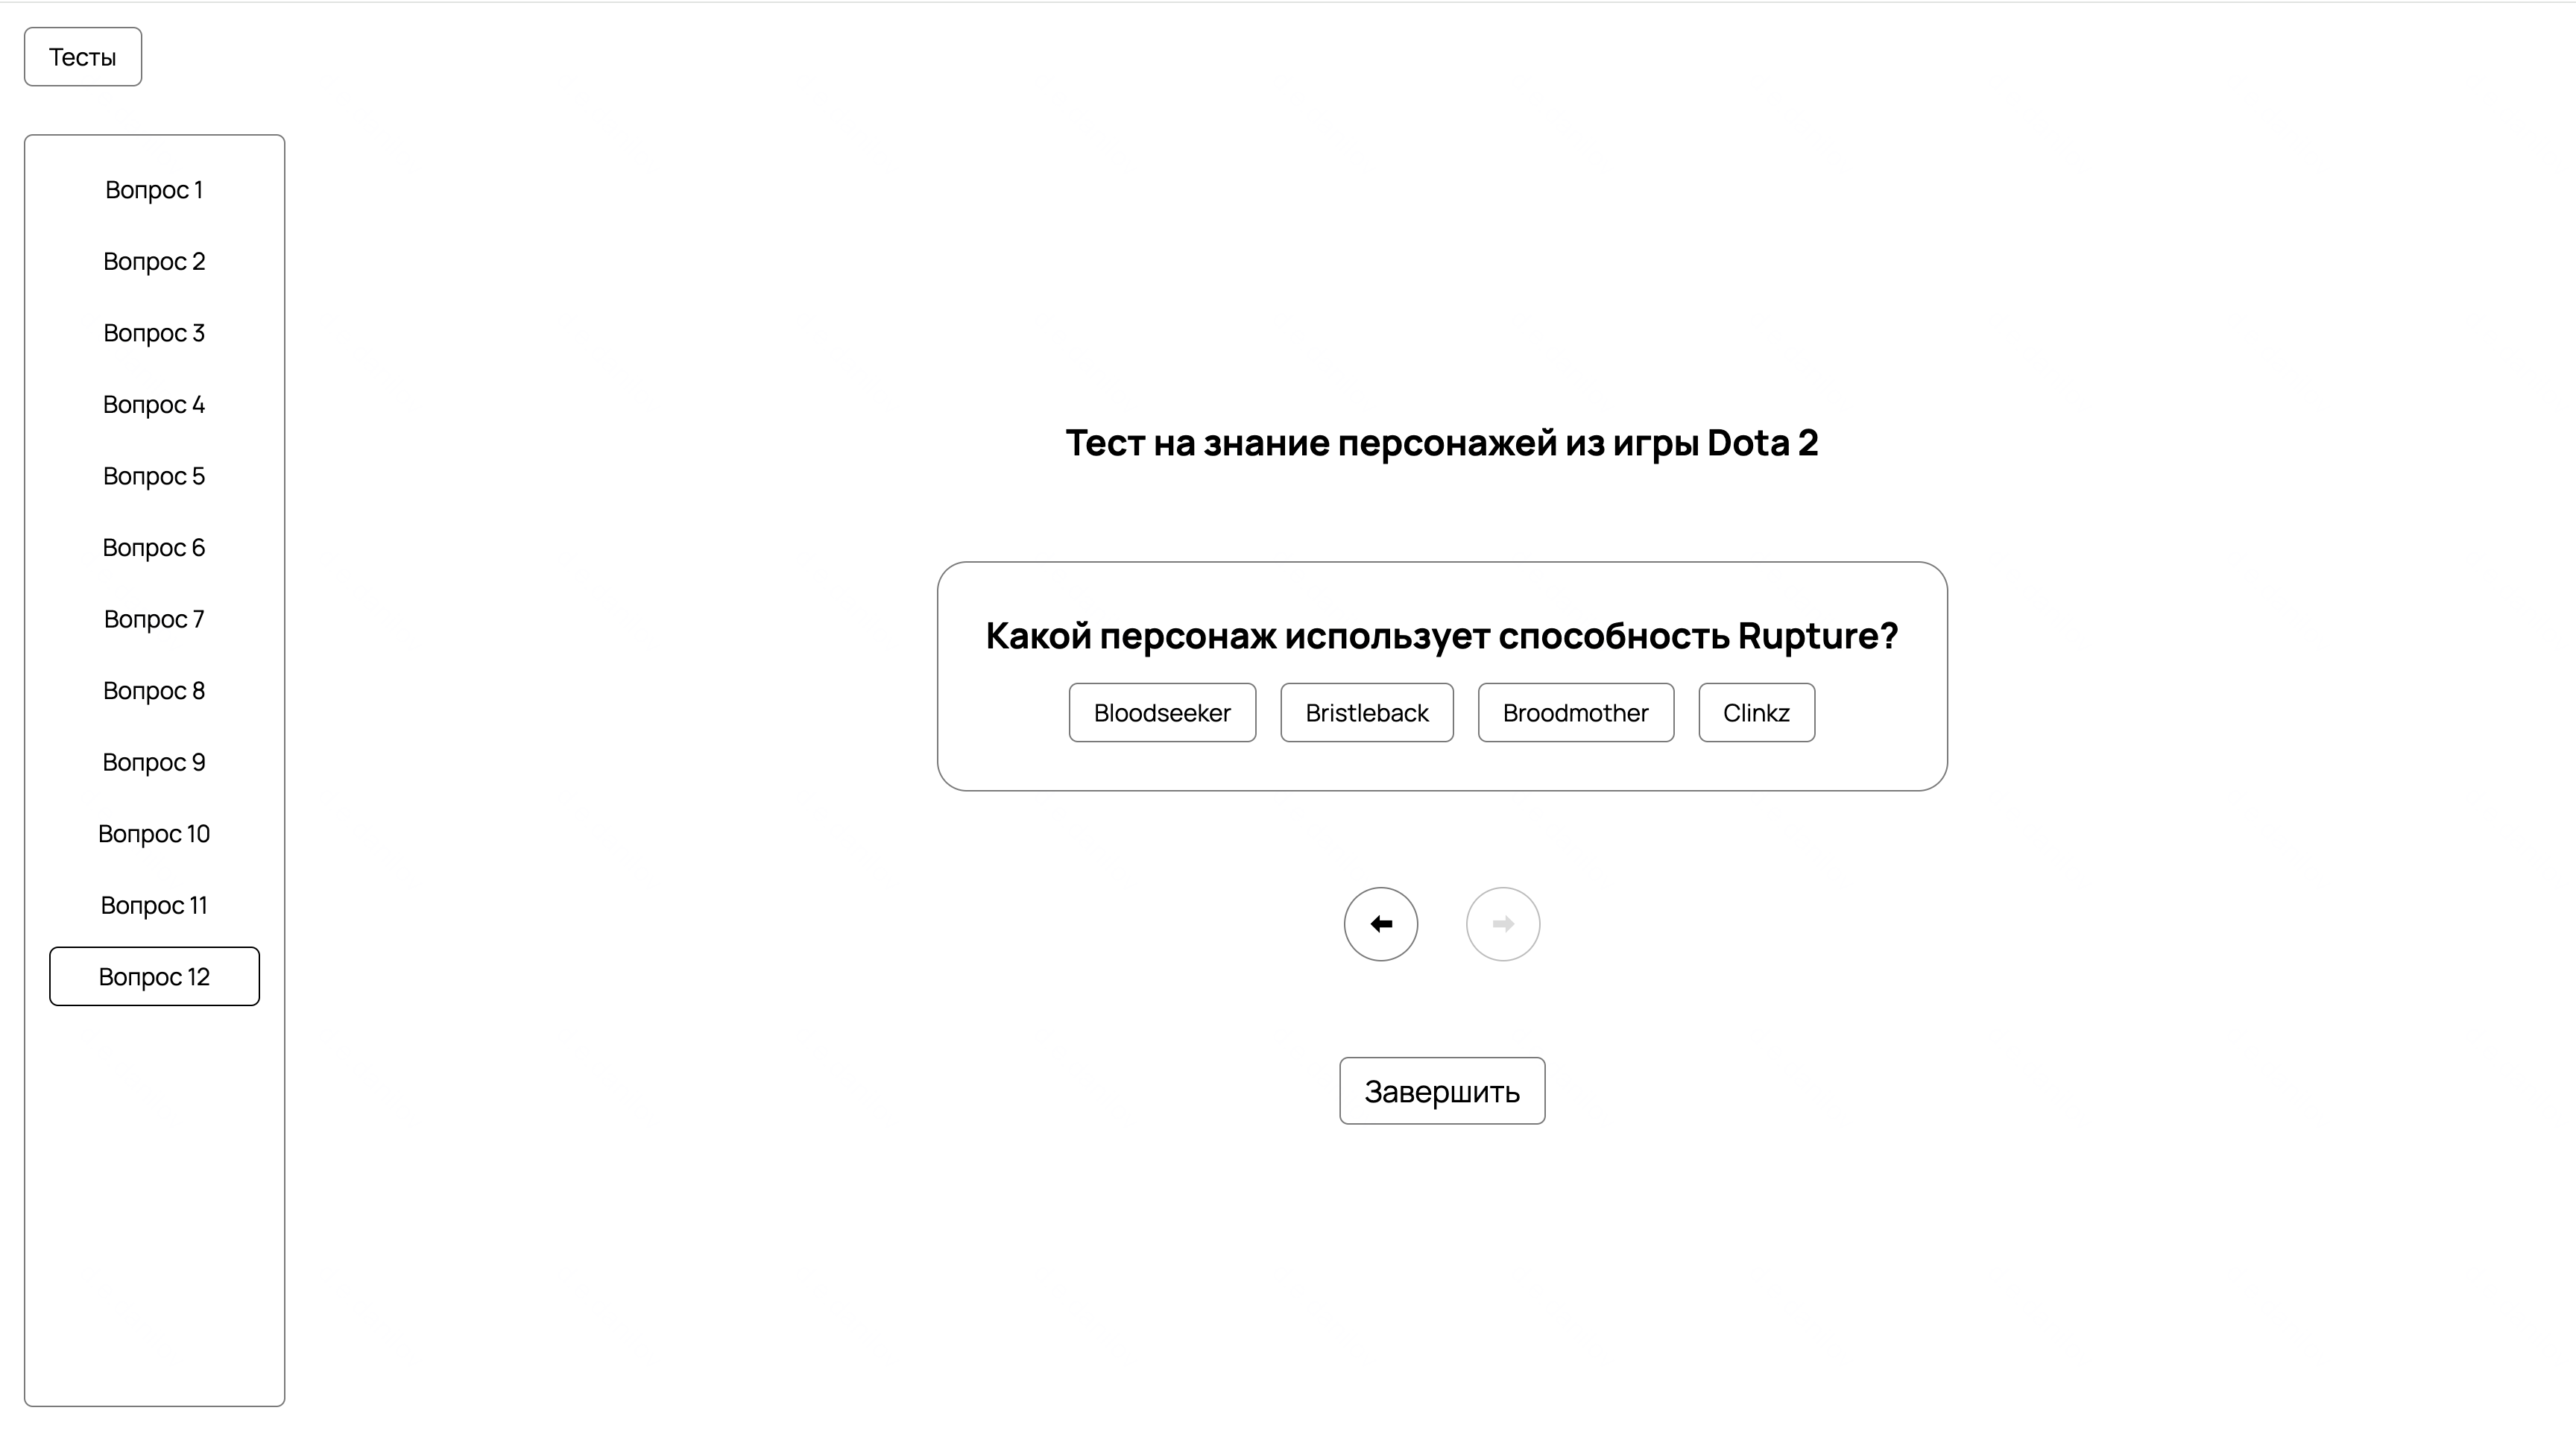 Тесты
Вопрос 1
Вопрос 2
Вопрос 3
Вопрос 4
Вопрос 5
Вопрос 6
Вопрос 7
Вопрос 8
Вопрос 9
Вопрос 10
Вопрос 11
Вопрос 12
Тест на знание персонажей из игры Dota 2
Какой персонаж использует способность Rupture?
Bloodseeker Bristleback Broodmother Clinkz
Завершить